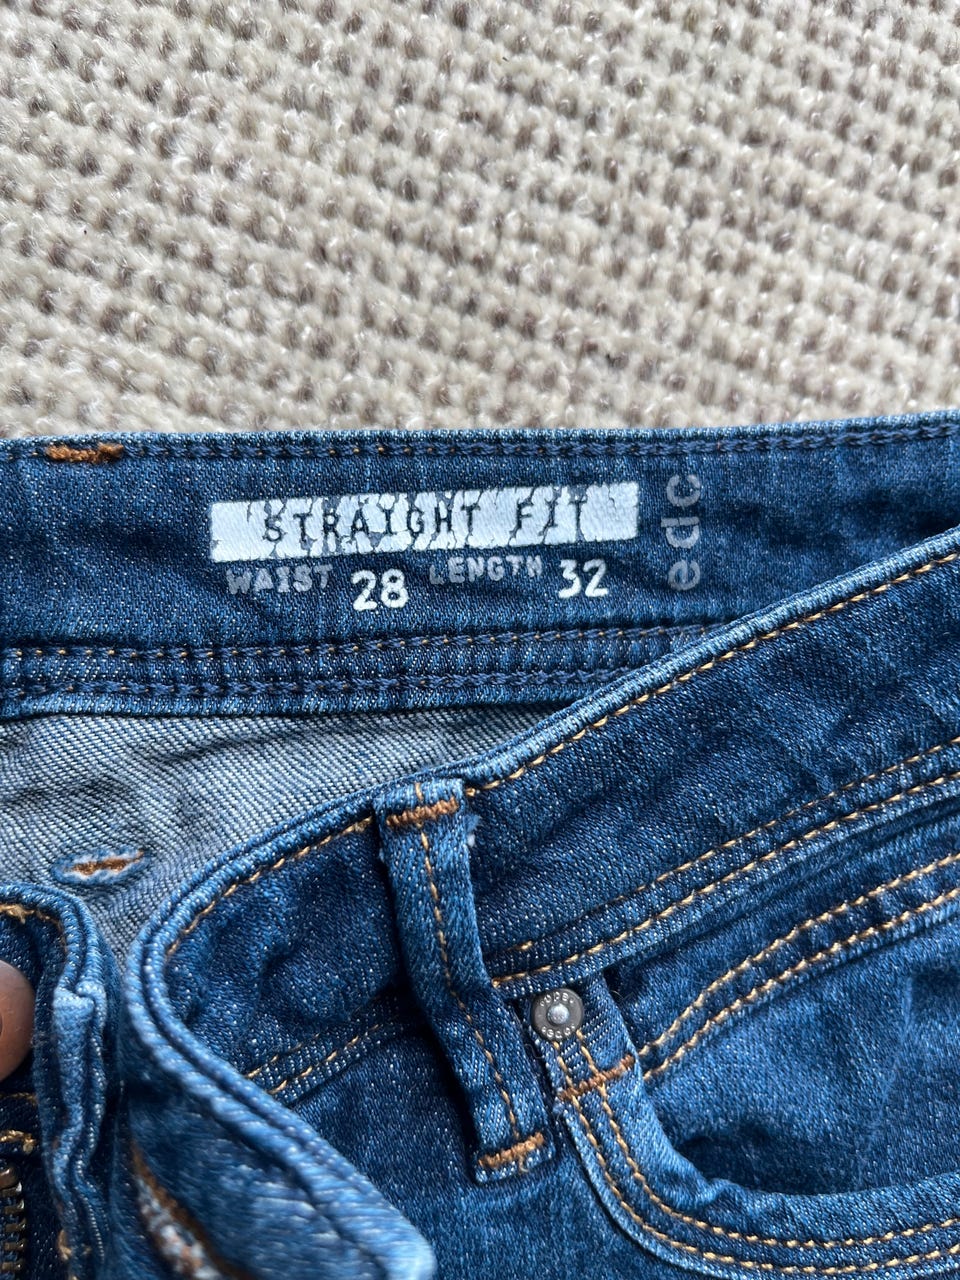 STRAIGHT FIT
WAIST 28 LENGTH 32
edc